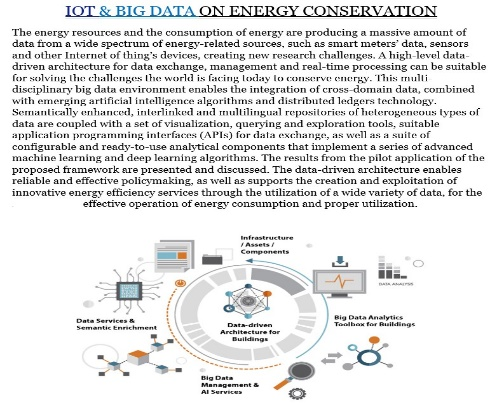 IOT & BIG DATA ON ENERGY CONSERVATION
The energy resources and the consumption of energy are producing a massive amount of
data from a wide spectrum of energy-related sources, such as smart meters' data, sensors
and other Internet of thing's devices, creating new research challenges. A high-level data-
driven architecture for data exchange, management and real-time processing can be suitable
for solving the challenges the world is facing today to conserve energy. This multi
disciplinary big data environment enables the integration of cross-domain data, combined
with emerging artificial intelligence algorithms and distributed ledgers technology.
Semantically enhanced, interlinked and multilingual repositories of heterogeneous types of
data are coupled with a set of visualization, querying and exploration tools, suitable
application programming interfaces (APIs) for data exchange, as well as a suite of
configurable and ready-to-use analytical components that implement a series of advanced
machine learning and deep learning algorithms. The results from the pilot application of the
proposed framework are presented and discussed. The data-driven architecture enables
reliable and effective policymaking, as well as supports the creation and exploitation of
innovative energy efficiency services through the utilization of a wide variety of data, for the
effective operation of energy consumption and proper utilization.
Infrastructure
/ Assets /
Components
DATA ANALYSIS
Data Services &
Semantic Enrichment
Data-driven
Architecture for
Buildings
Big Data Analytics
Toolbox for Buildings
Big Data
Management &
AI Services